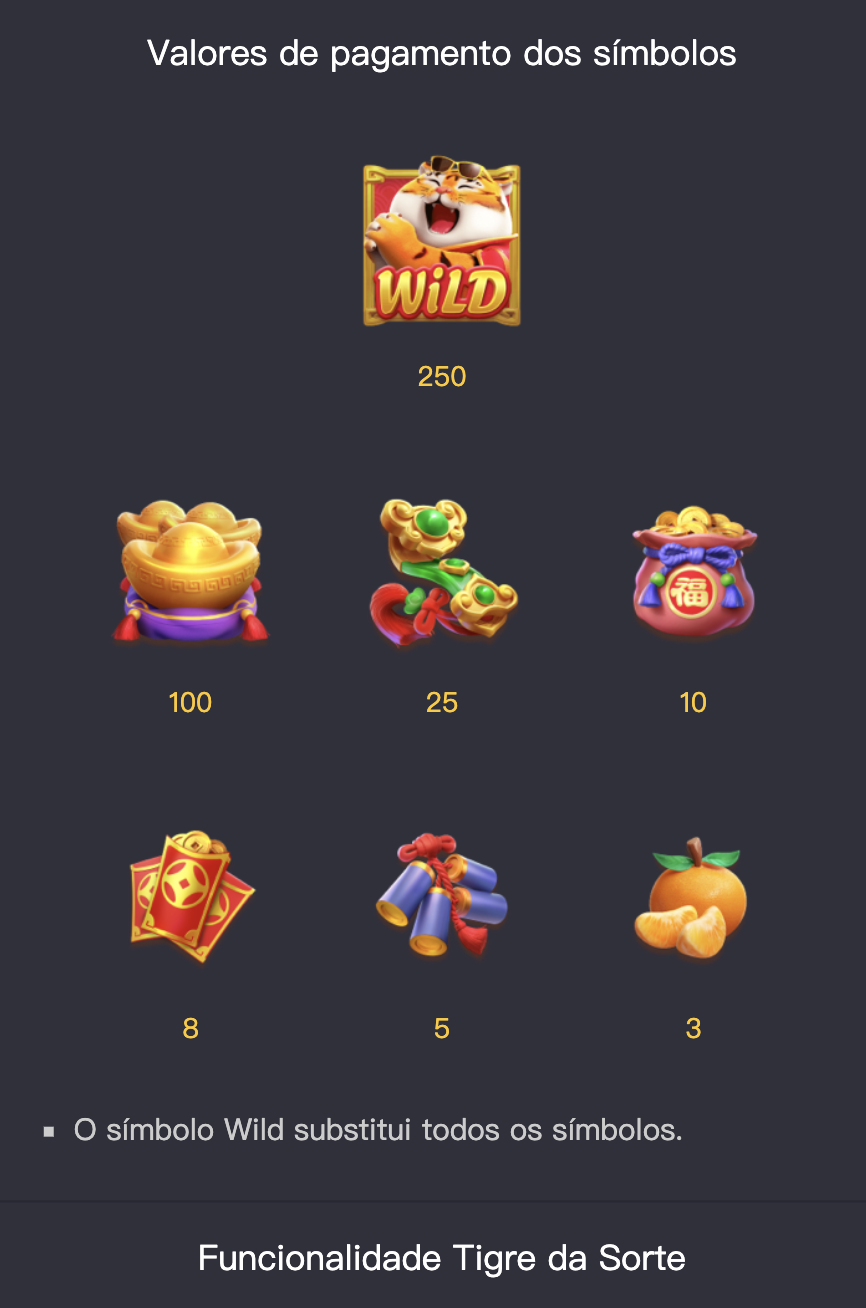 Valores de pagamento dos símbolos
WiLD
250
福
100
25
10
8
5
3
▪ O símbolo Wild substitui todos os símbolos.
Funcionalidade Tigre da Sorte